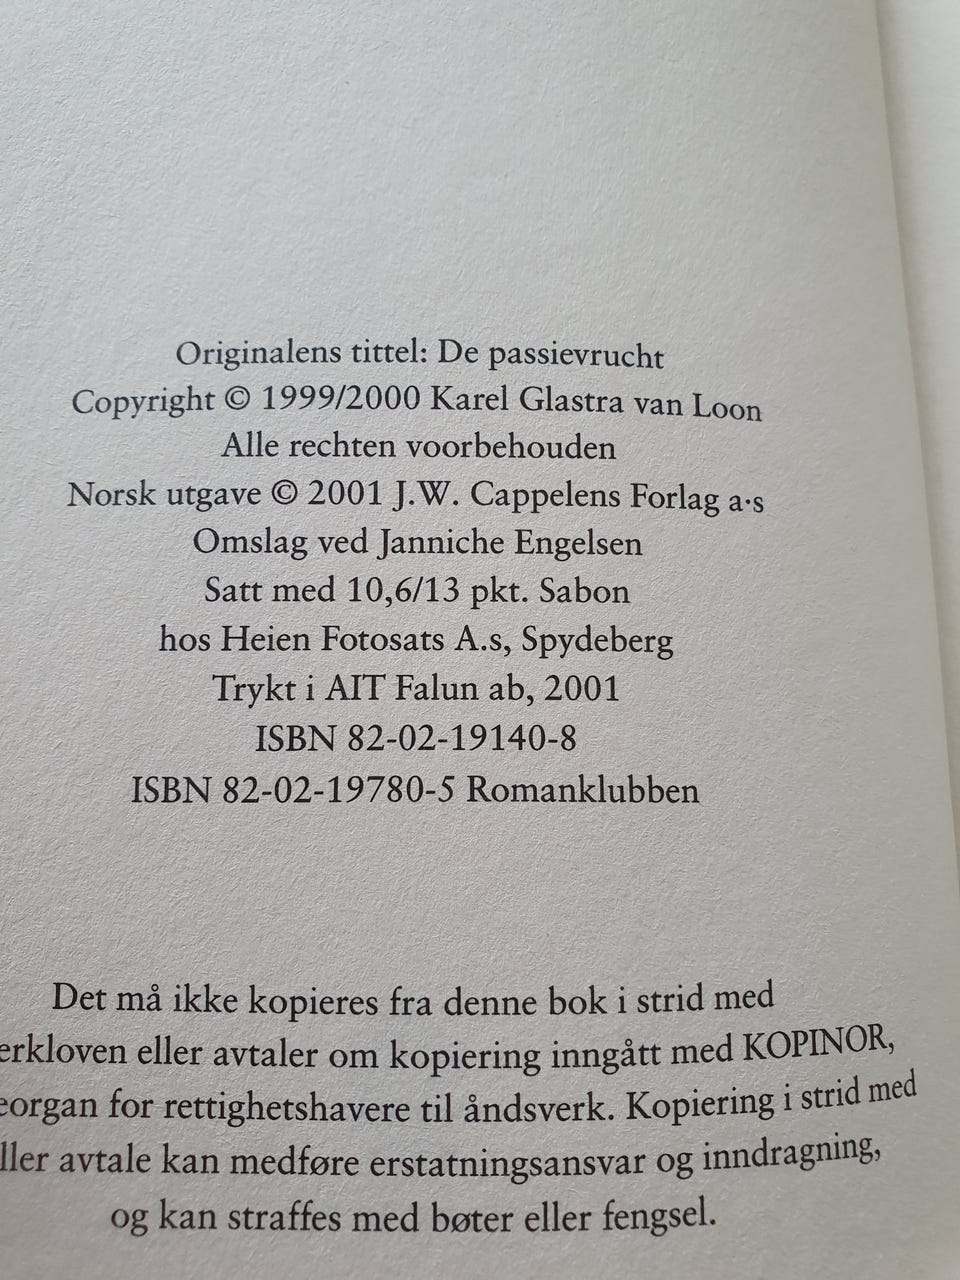 Originalens tittel: De passievrucht
Copyright © 1999/2000 Karel Glastra van Loon
Alle rechten voorbehouden
Norsk utgave © 2001 J.W. Cappelens Forlag a·s
Omslag ved Janniche Engelsen
Satt med 10,6/13 pkt. Sabon
hos Heien Fotosats A.s, Spydeberg
Trykt i AIT Falun ab, 2001
ISBN 82-02-19140-8
ISBN 82-02-19780-5 Romanklubben
Det må ikke kopieres fra denne bok i strid med
eller avtaler om kopiering inngått med KOPINOR,
for rettighetshavere til åndsverk. Kopiering i strid med
avtale kan medføre erstatningsansvar og inndragning,
og kan straffes med bøter eller fengsel.